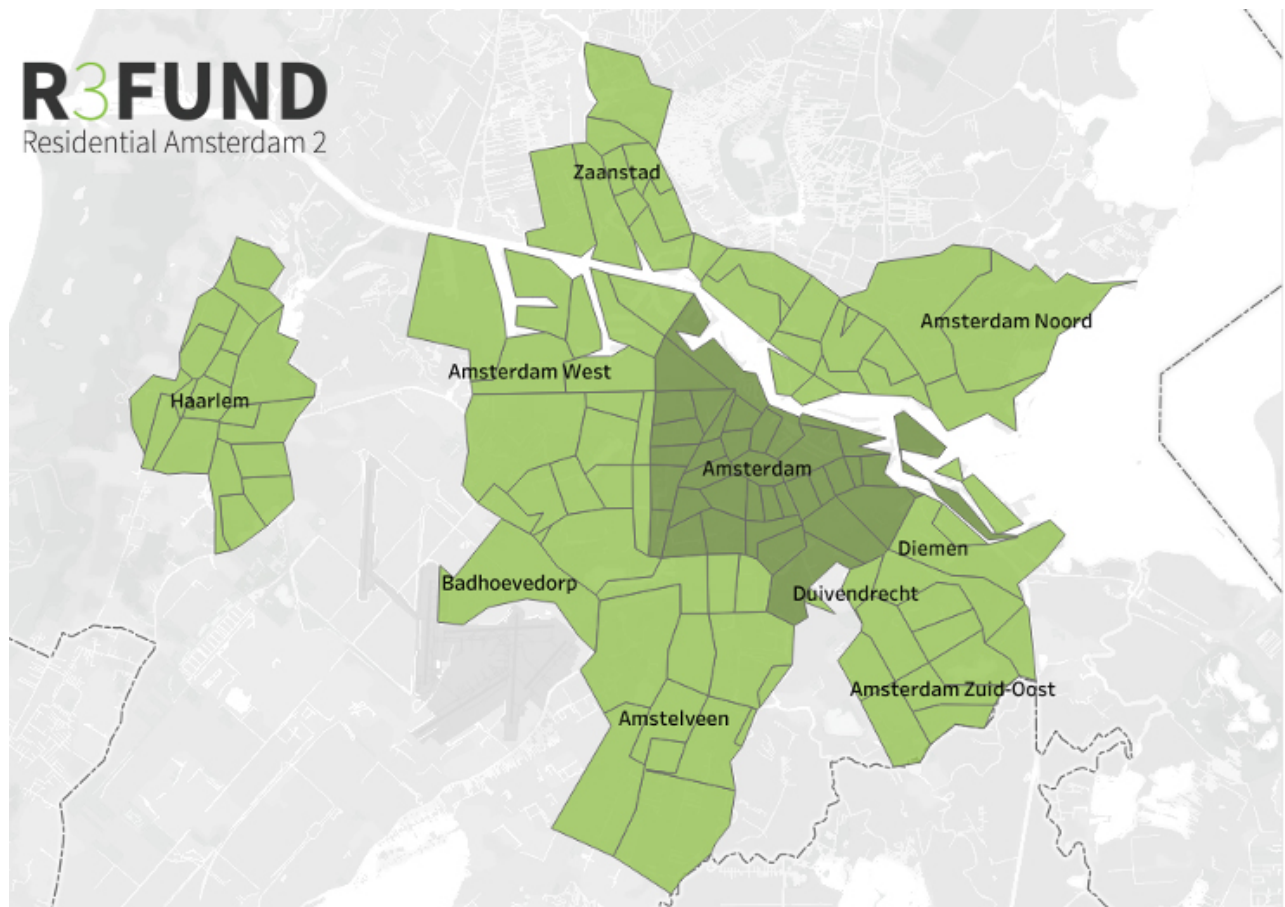 R3FUND
Residential Amsterdam 2
Zaanstad
Amsterdam Noord
Amsterdam West
Haarlem
Amsterdam
Diemen
Badhoevedorp
Duivendrecht
Amsterdam Zuid-Oost
Amstelveen